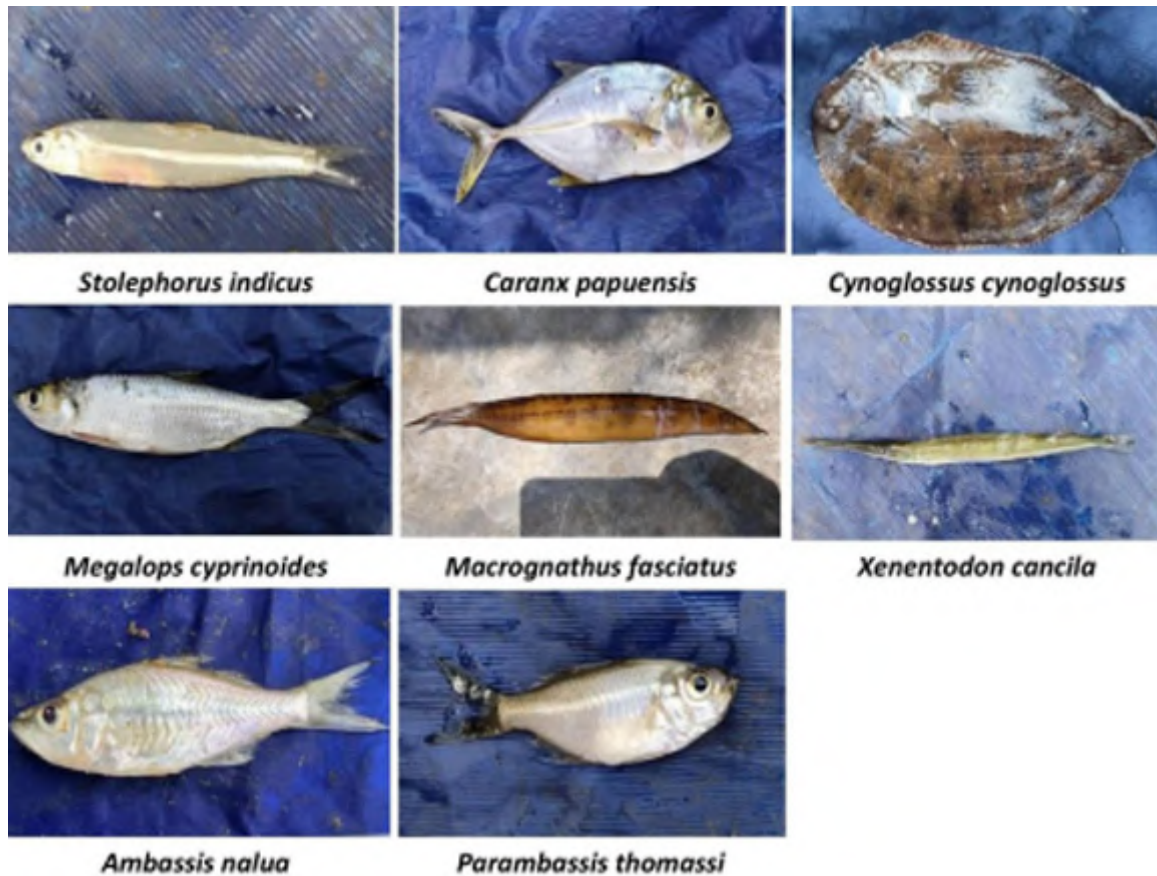 Stolephorus indicus
Caranx papuensis
Cynoglossus cynoglossus
Megalops cyprinoides
Macrognathus fasciatus
Xenentodon cancila
Ambassis nalua
Parambassis thomassi